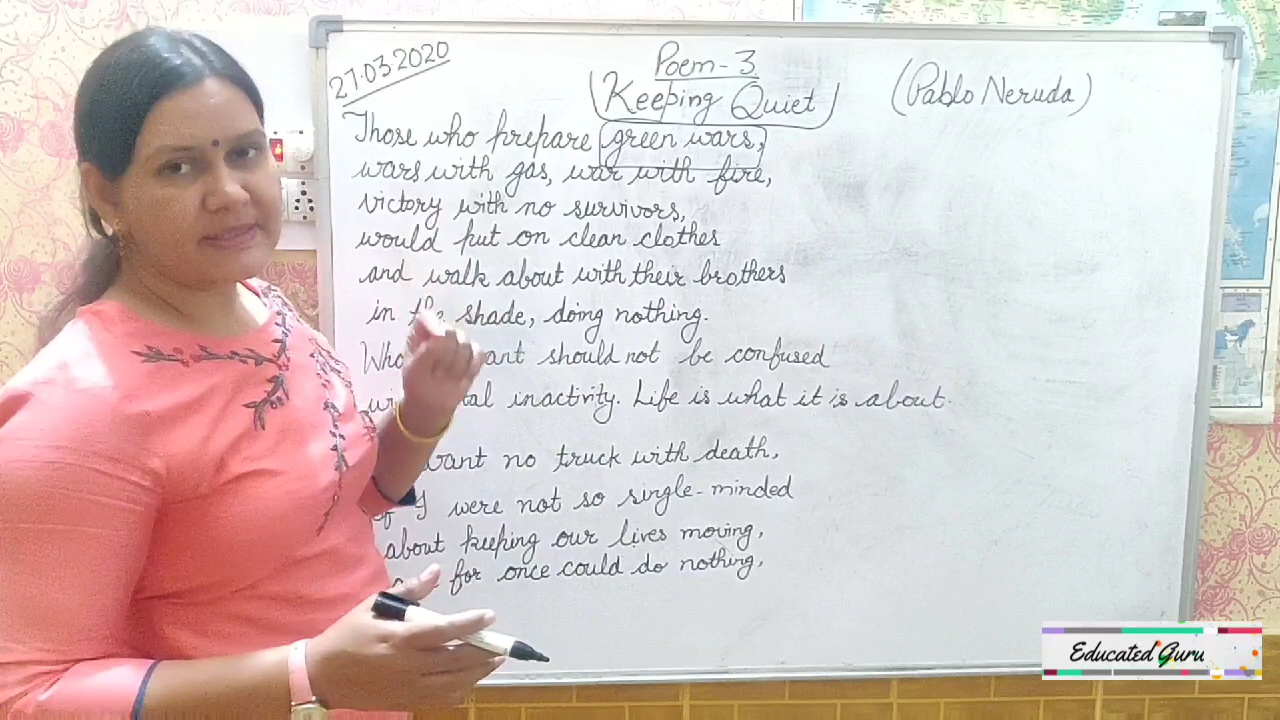 27.03.2020
Poem-3
Keeping Quiet
(Pablo Neruda)
Those who prepare green wars,
wars with gas, war with fire,
victory with no survivors,
would put on clean clothes
and walk about with their brothers
in the shade, doing nothing.
should not be confused
inactivity. Life is what it is about.
want no truck with death,
I were not so single-minded
about keeping our lives moving,
for once could do nothing,
Educated Guru